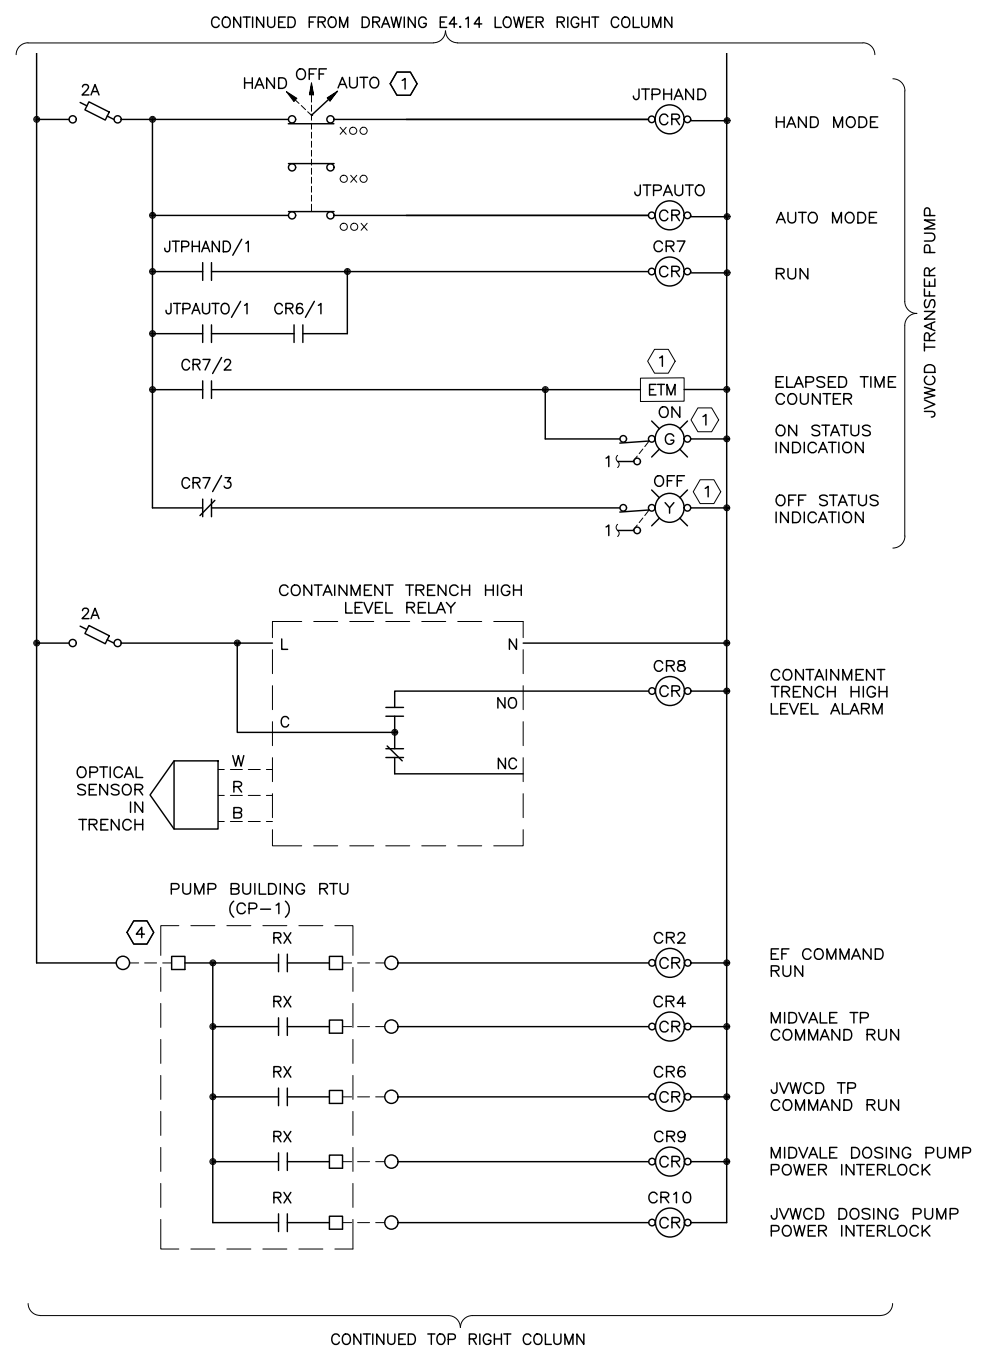 CONTINUED FROM DRAWING E4.14 LOWER RIGHT COLUMN
2A
HAND
OFF
AUTO
1
XOO
JTPHAND
CR
HAND MODE
OXO
OOX
JTPAUTO
CR
AUTO MODE
JTPHAND/1
CR7
CR
RUN
JTPAUTO/1
CR6/1
CR7/2
1
ETM
ELAPSED TIME
COUNTER
ON
1
G
1
ON STATUS
INDICATION
CR7/3
OFF
1
Y
1
OFF STATUS
INDICATION
JVWCD TRANSFER PUMP
2A
CONTAINMENT TRENCH HIGH
LEVEL RELAY
L
N
CR8
CR
NO
C
NC
CONTAINMENT
TRENCH HIGH
LEVEL ALARM
OPTICAL
SENSOR
IN
TRENCH
W
R
B
PUMP BUILDING RTU
(CP-1)
4
RX
CR2
CR
EF COMMAND
RUN
RX
CR4
CR
MIDVALE TP
COMMAND RUN
RX
CR6
CR
JVWCD TP
COMMAND RUN
RX
CR9
CR
MIDVALE DOSING PUMP
POWER INTERLOCK
RX
CR10
CR
JVWCD DOSING PUMP
POWER INTERLOCK
CONTINUED TOP RIGHT COLUMN